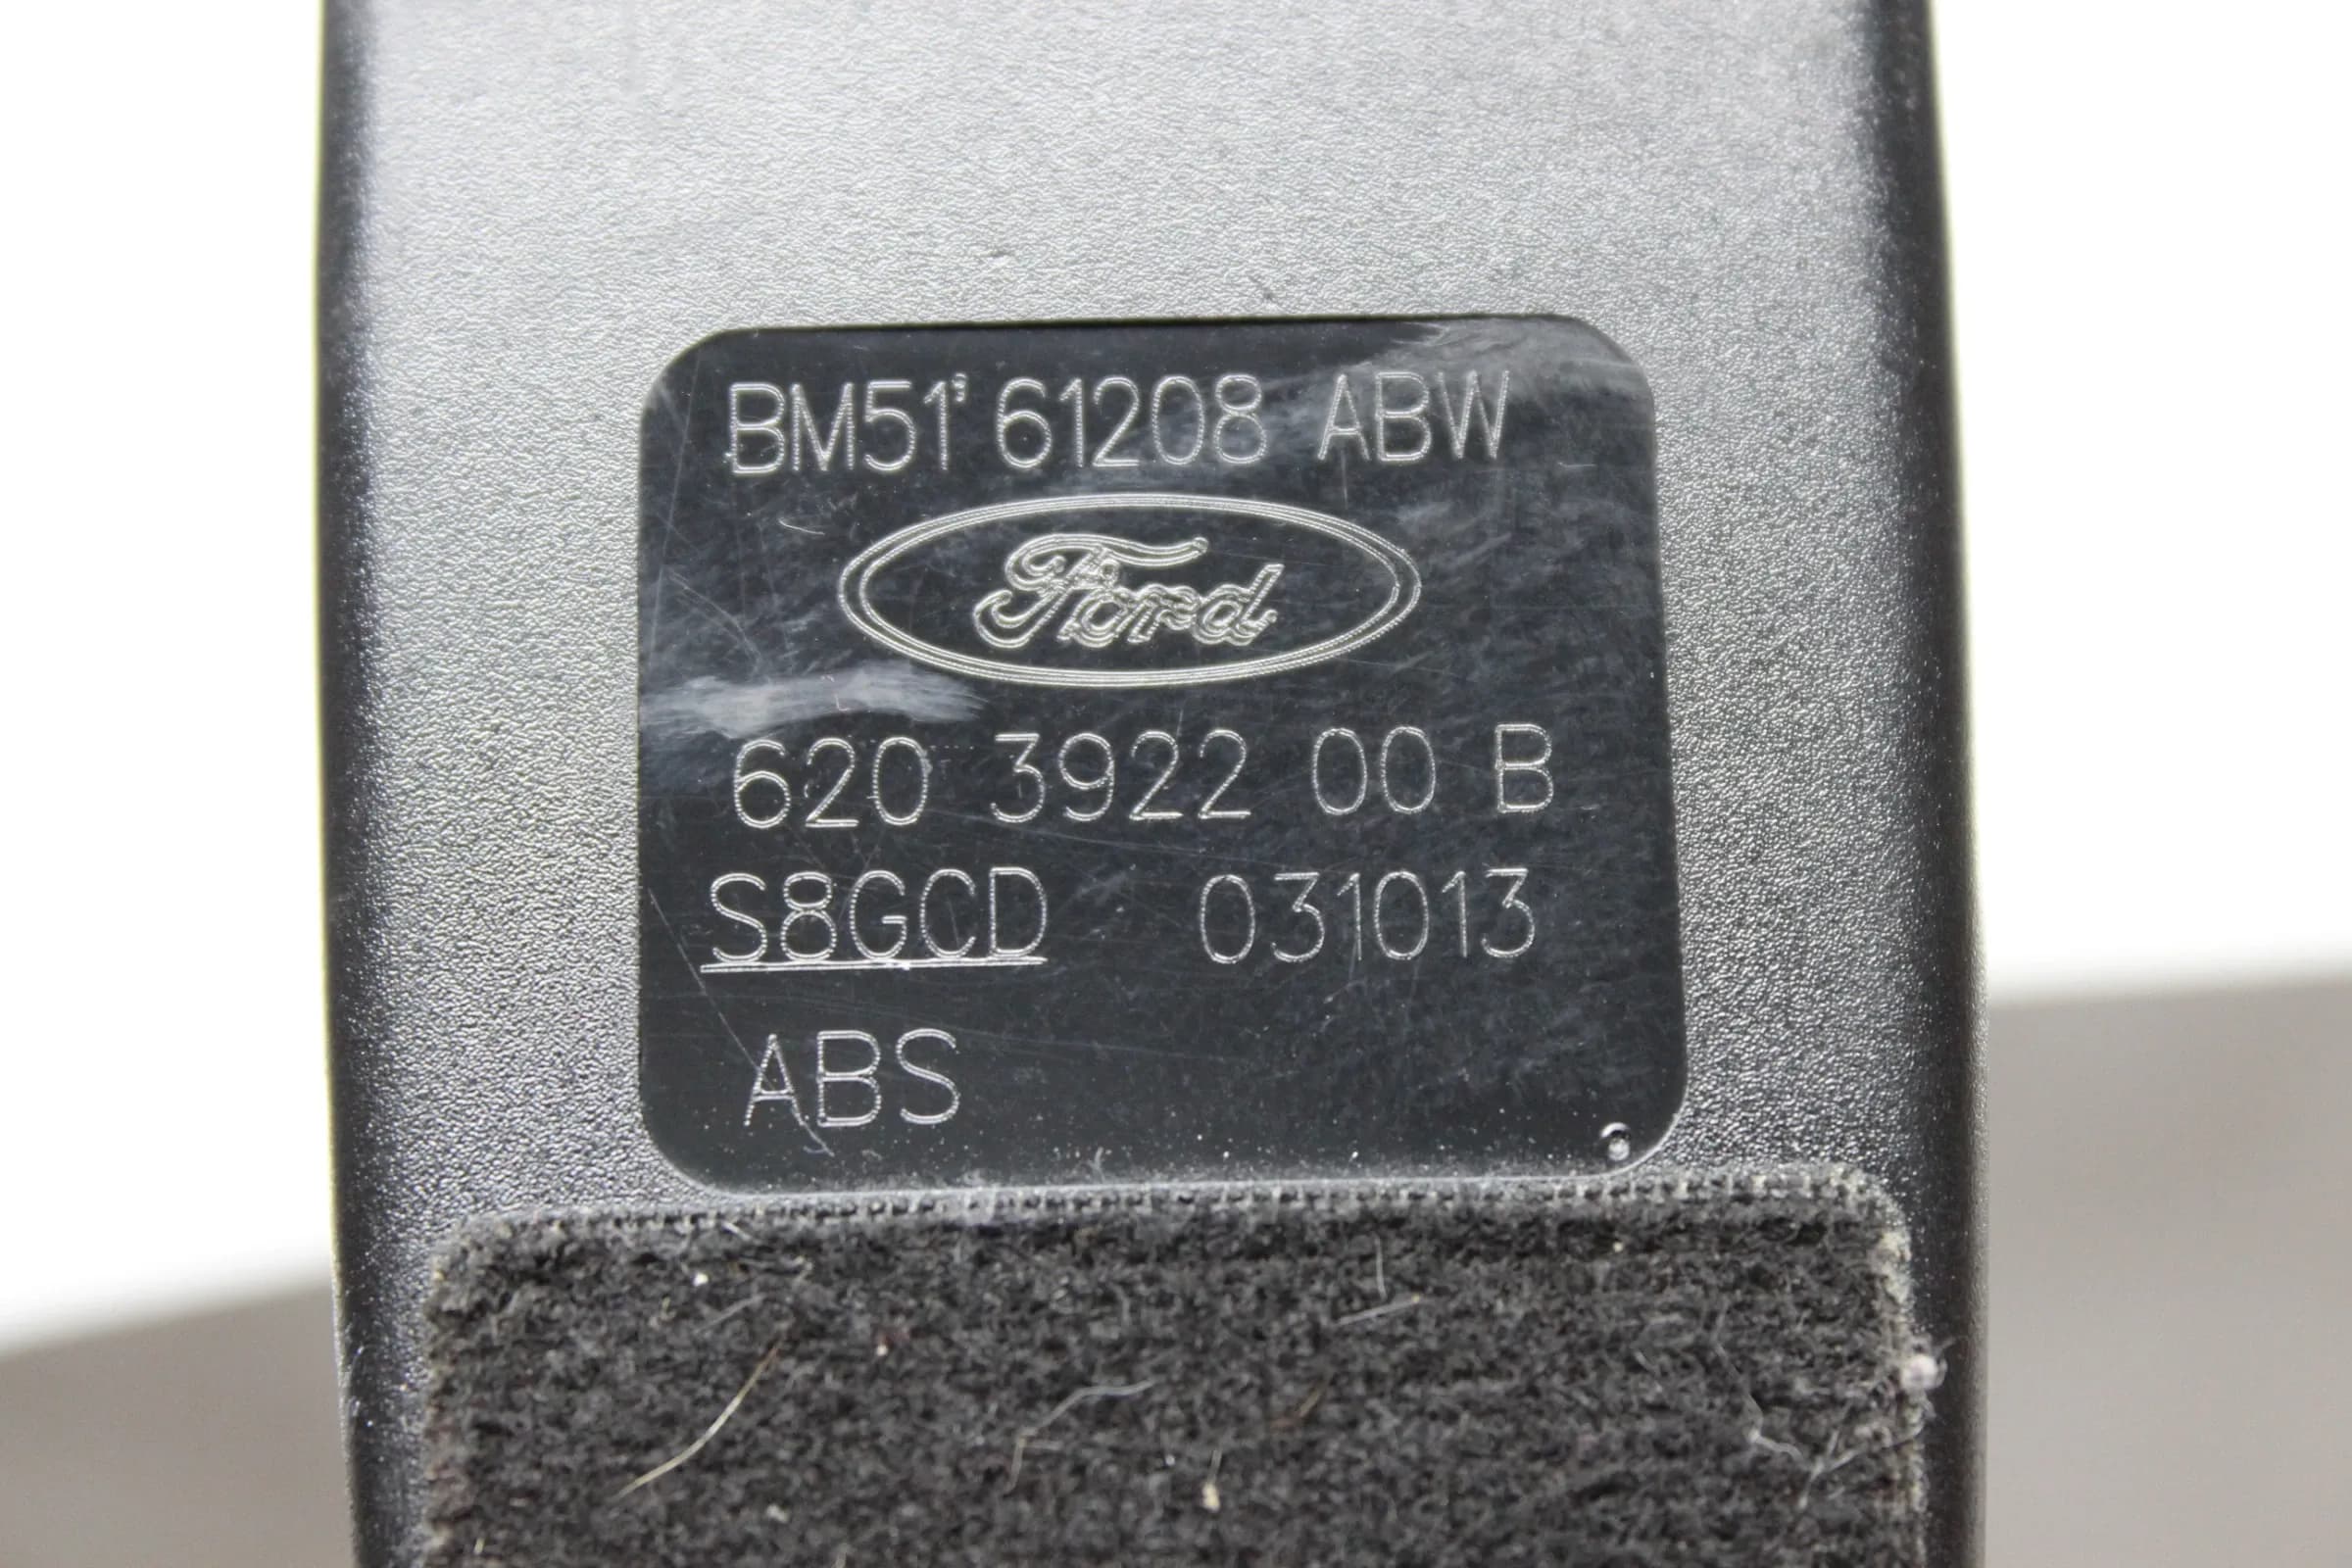 BM51 61208 ABW
Ford
620 3922 00 B
S8GCD 031013
ABS